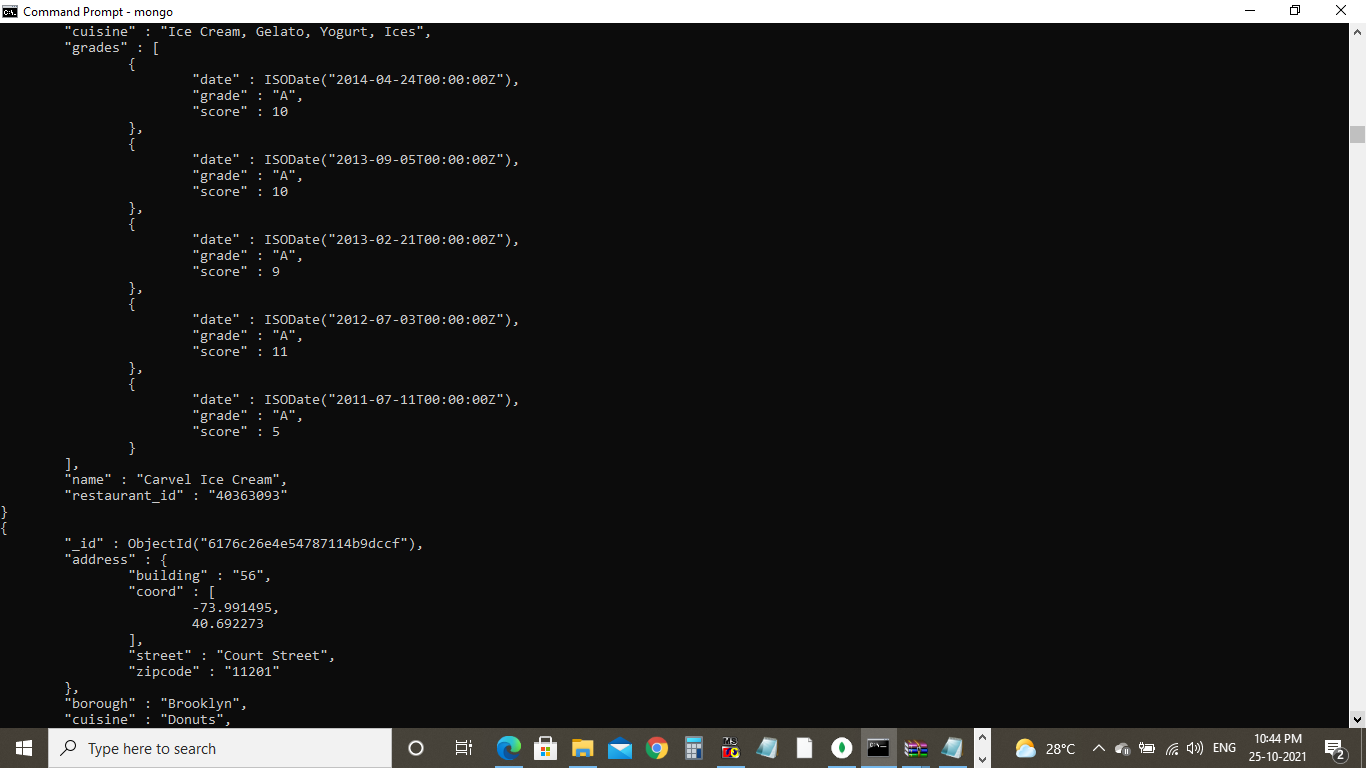 Command Prompt - mongo
"cuisine" : "Ice Cream, Gelato, Yogurt, Ices",
"grades" : [
{
"date" : ISODate("2014-04-24T00:00:00Z"),
"grade" : "A",
"score" : 10
},
{
"date" : ISODate("2013-09-05T00:00:00Z"),
"grade" : "A",
"score" : 10
},
{
"date" : ISODate("2013-02-21T00:00:00Z"),
"grade" : "A",
"score" : 9
},
{
"date" : ISODate("2012-07-03T00:00:00Z"),
"grade" : "A",
"score" : 11
},
{
"date" : ISODate("2011-07-11T00:00:00Z"),
"grade" : "A",
"score" : 5
}
],
"name" : "Carvel Ice Cream",
"restaurant_id" : "40363093"
}
{
"_id" : ObjectId("6176c26e4e54787114b9dccf"),
"address" : {
"building" : "56",
"coord" : [
-73.991495,
40.692273
],
"street" : "Court Street",
"zipcode" : "11201"
},
"borough" : "Brooklyn",
"cuisine" : "Donuts",
Type here to search
28°C
ENG
10:44 PM
25-10-2021
2